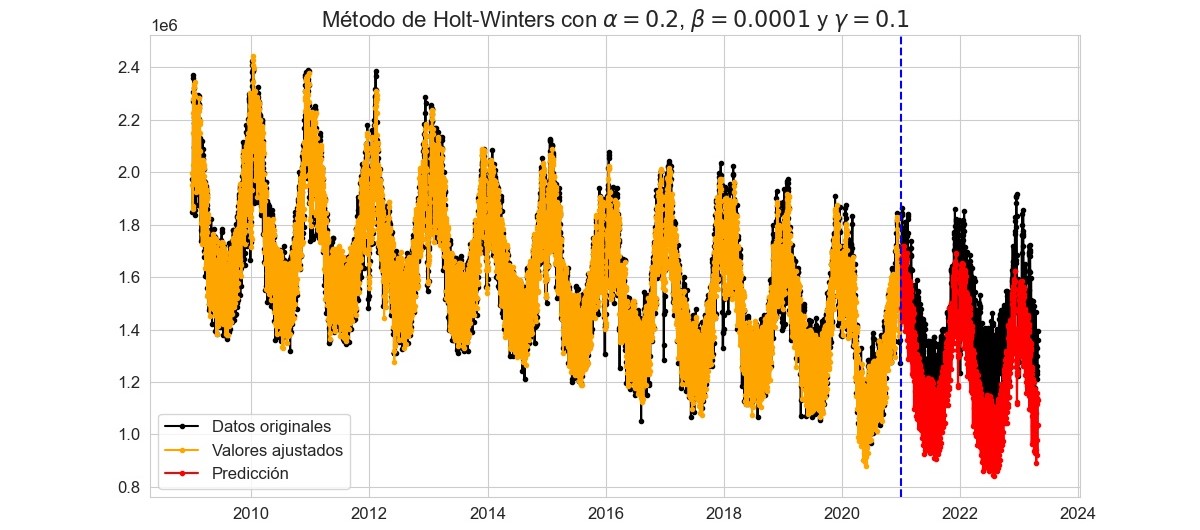 Método de Holt-Winters con α = 0.2, β = 0.0001 y γ = 0.1
1e6
2.4
2.2
2.0
1.8
1.6
1.4
1.2
1.0
0.8
Datos originales
Valores ajustados
Predicción
2010 2012 2014 2016 2018 2020 2022 2024